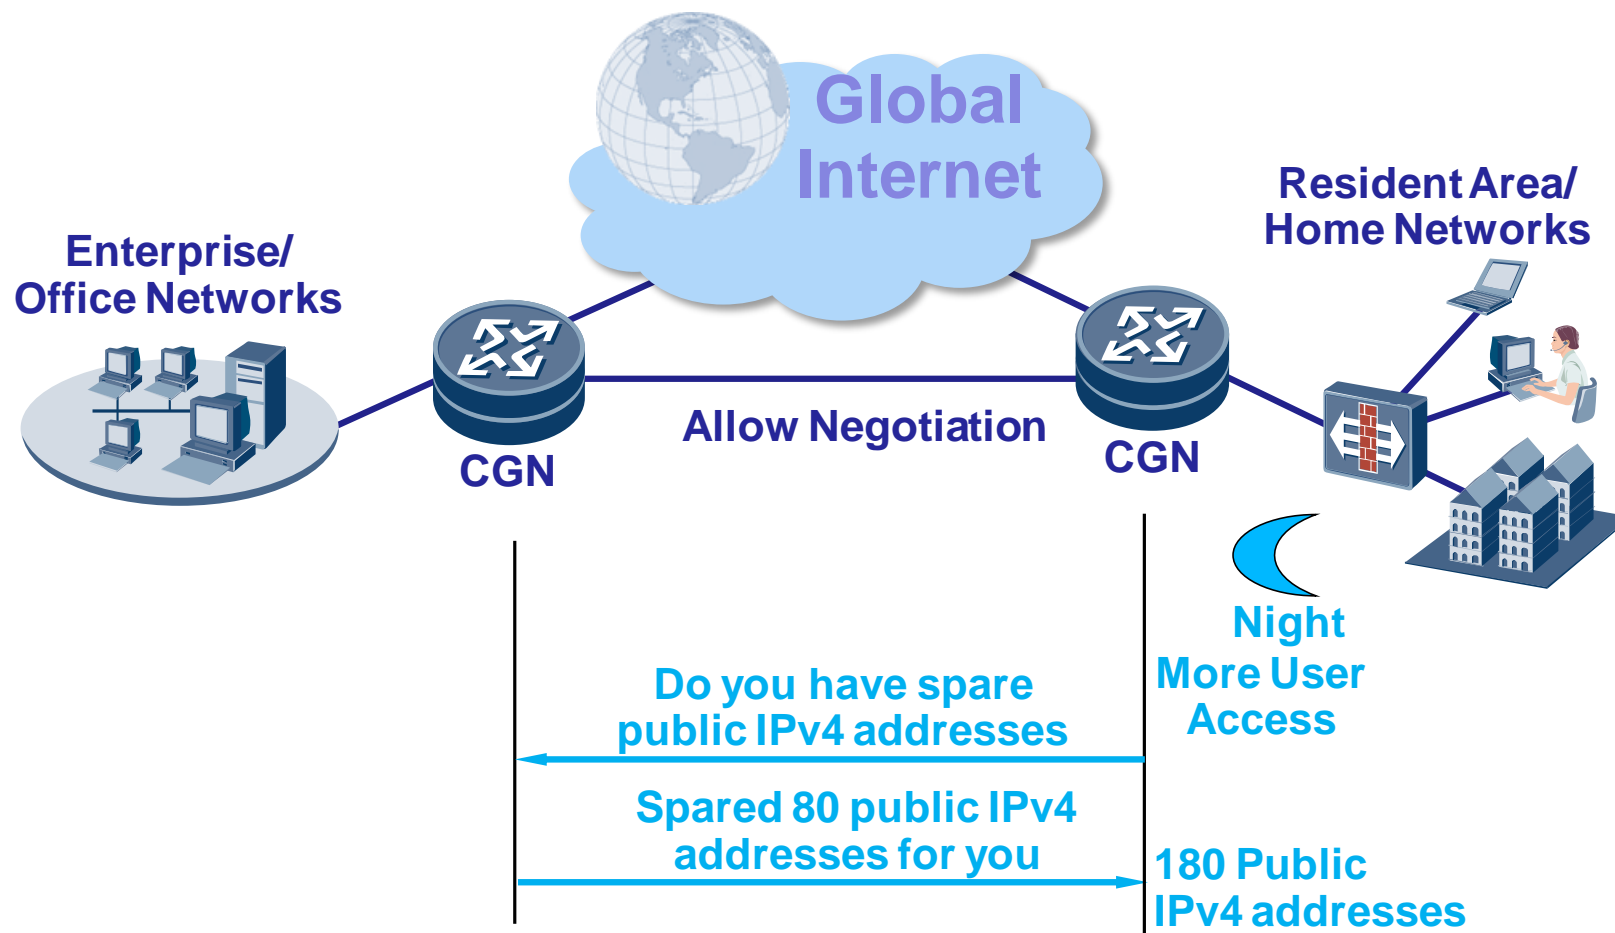 Global
Internet
Resident Area/
Home Networks
Enterprise/
Office Networks
Allow Negotiation
CGN
CGN
Night
More User
Access
Do you have spare
public IPv4 addresses
Spared 80 public IPv4
addresses for you
180 Public
IPv4 addresses